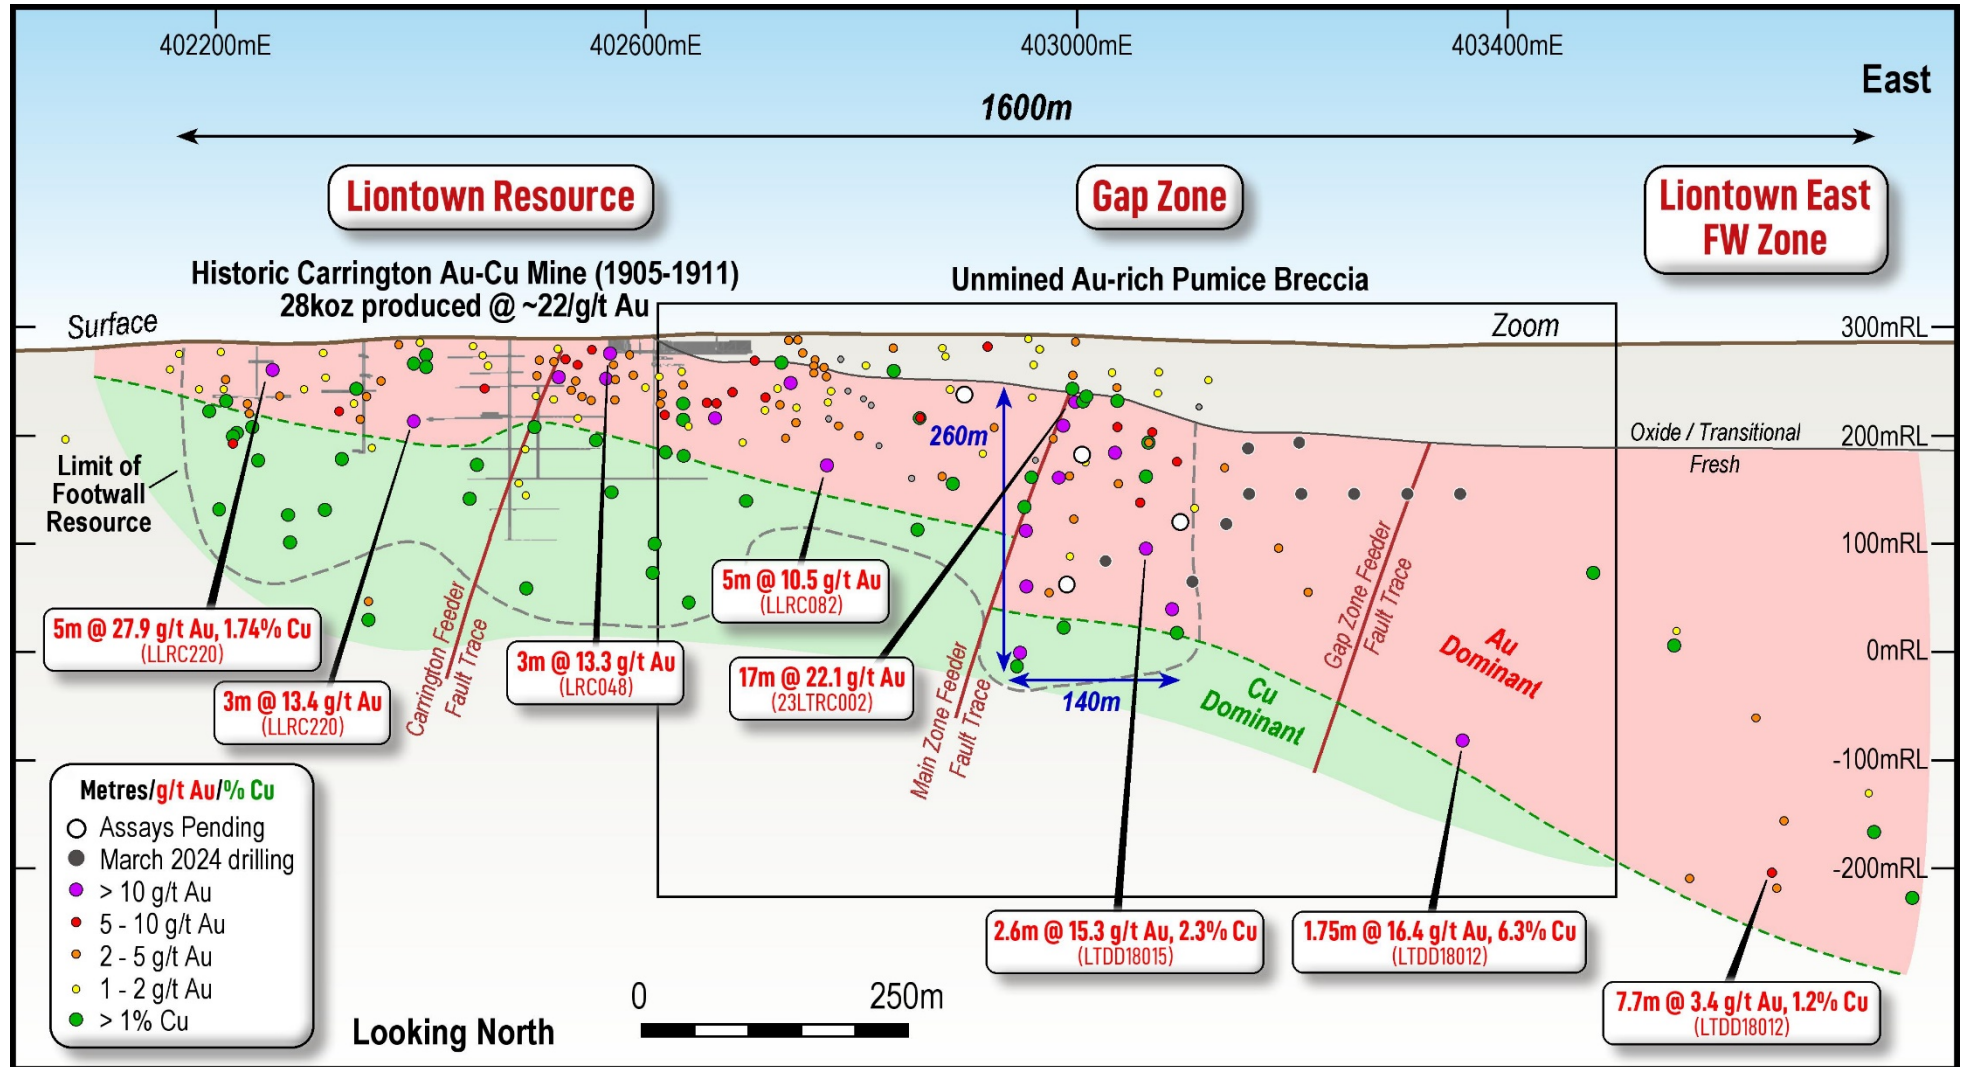 402200mE
402600mE
403000mE
403400mE
East
1600m
Liontown Resource
Gap Zone
Liontown East
FW Zone
Historic Carrington Au-Cu Mine (1905-1911)
28koz produced @ ~22/g/t Au
Unmined Au-rich Pumice Breccia
Surface
Zoom
300mRL
200mRL
100mRL
0mRL
-100mRL
-200mRL
Oxide / Transitional
Fresh
Limit of
Footwall
Resource
260m
140m
5m @ 27.9 g/t Au, 1.74% Cu
(LLRC220)
3m @ 13.4 g/t Au
(LLRC220)
Carrington Feeder
Fault Trace
3m @ 13.3 g/t Au
(LRC048)
5m @ 10.5 g/t Au
(LLRC082)
17m @ 22.1 g/t Au
(23LTRC002)
Main Zone Feeder
Fault Trace
Gap Zone Feeder
Fault Trace
Cu
Dominant
Au
Dominant
2.6m @ 15.3 g/t Au, 2.3% Cu
(LTDD18015)
1.75m @ 16.4 g/t Au, 6.3% Cu
(LTDD18012)
7.7m @ 3.4 g/t Au, 1.2% Cu
(LTDD18012)
Metres/g/t Au/% Cu
Assays Pending
March 2024 drilling
> 10 g/t Au
5 - 10 g/t Au
2 - 5 g/t Au
1 - 2 g/t Au
> 1% Cu
Looking North
0
250m